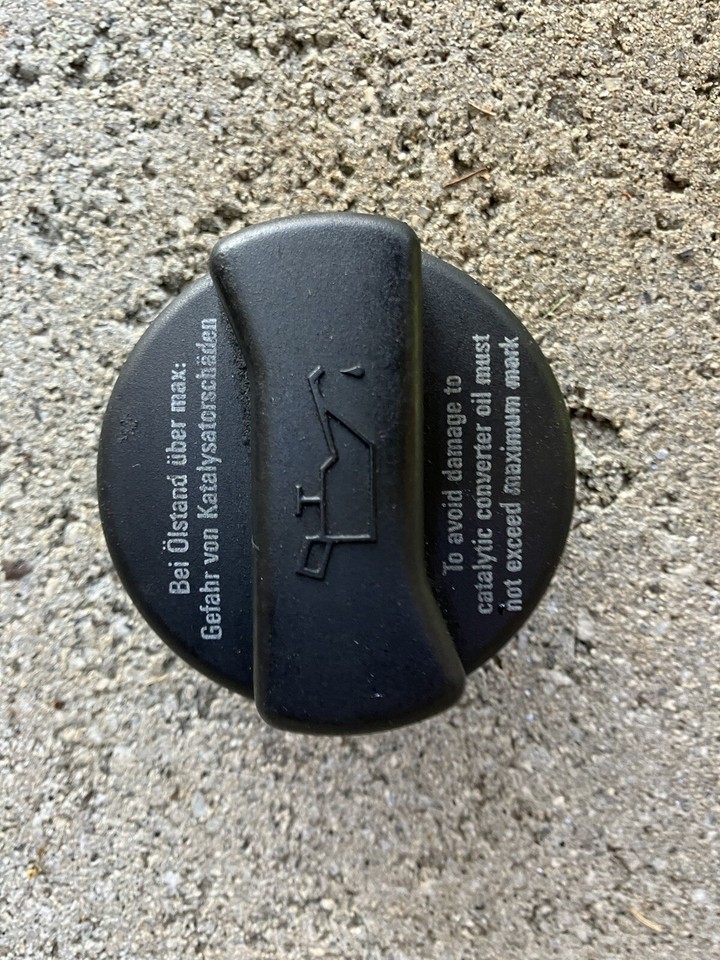 Bei Ölstand über max:
Gefahr von Katalysatorschäden
To avoid damage to
catalytic converter oil must
not exceed maximum mark